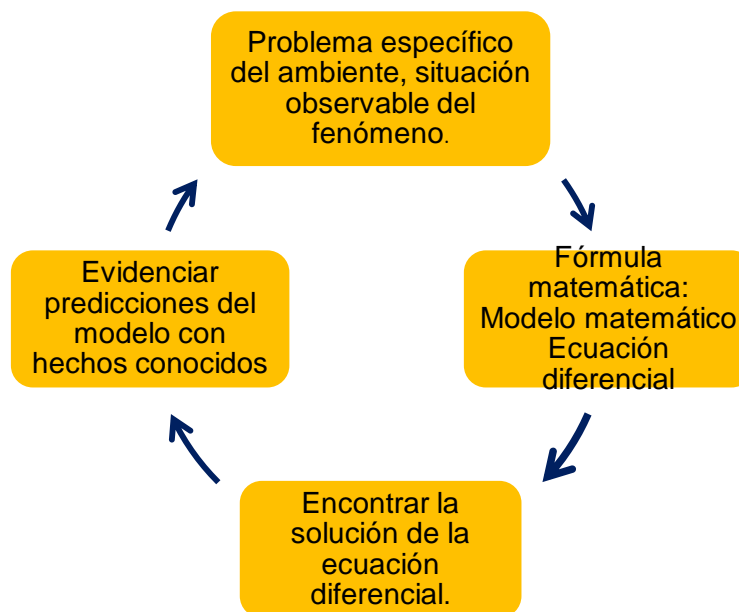 Problema específico
del ambiente, situación
observable del
fenómeno.
Fórmula
matemática:
Modelo matemático
Ecuación
diferencial
Encontrar la
solución de la
ecuación
diferencial.
Evidenciar
predicciones del
modelo con
hechos conocidos